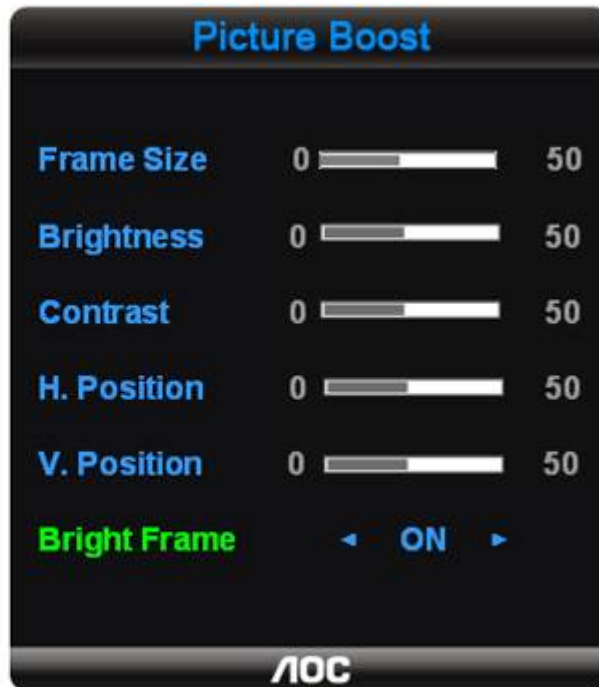 Picture Boost
Frame Size 0 50
Brightness 0 50
Contrast 0 50
H. Position 0 50
V. Position 0 50
Bright Frame ON
AOC